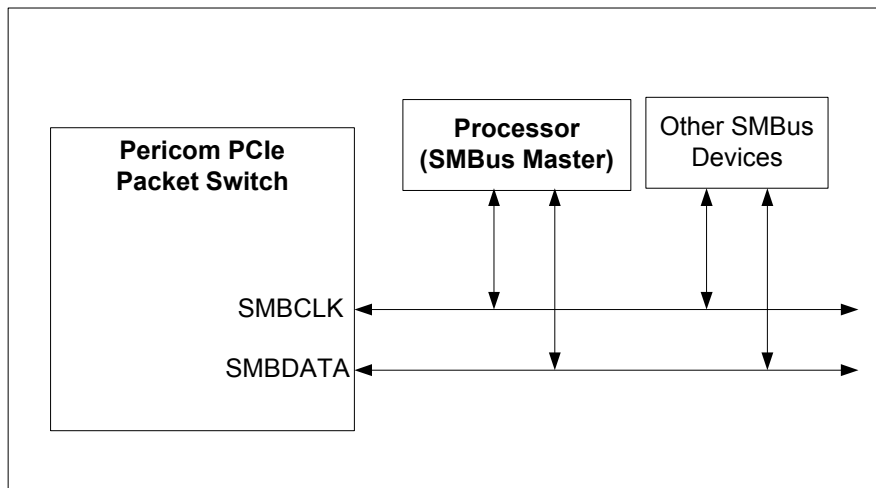 Pericom PCIe
Packet Switch
Processor
(SMBus Master)
Other SMBus
Devices
SMBCLK
SMBDATA